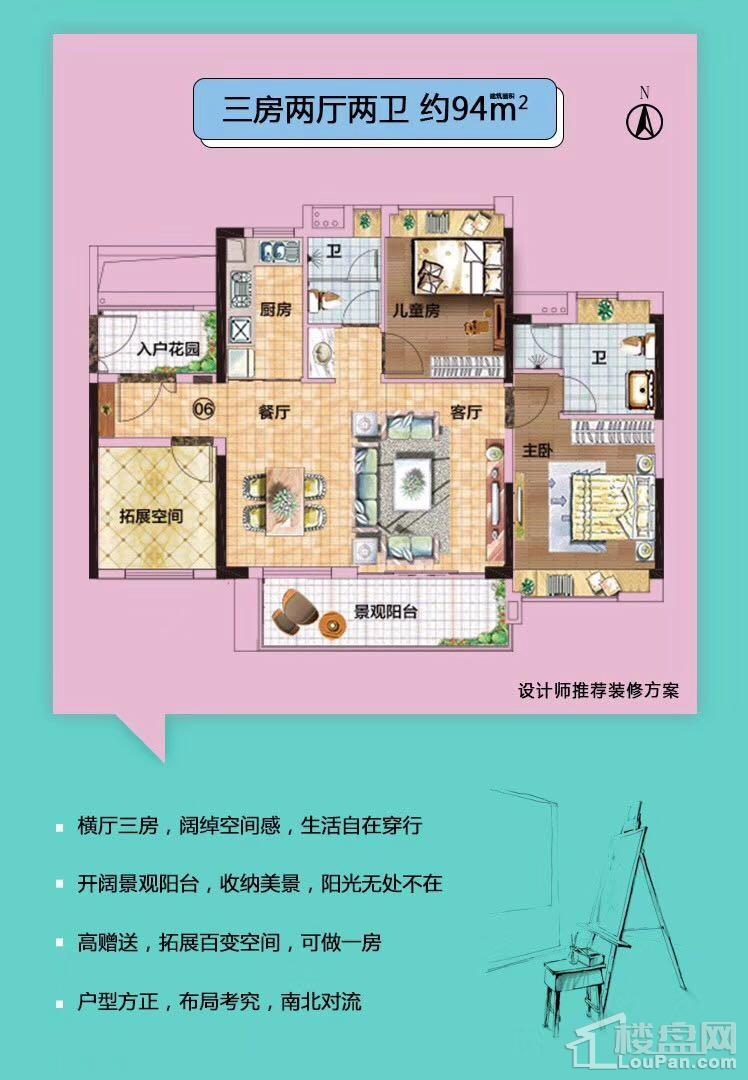 三房两厅两卫 约94m²
建筑面积
N
卫
厨房
儿童房
入户花园
卫
06
餐厅
客厅
主卧
拓展空间
景观阳台
设计师推荐装修方案
横厅三房，阔绰空间感，生活自在穿行
开阔景观阳台，收纳美景，阳光无处不在
高赠送，拓展百变空间，可做一房
户型方正，布局考究，南北对流
楼盘网
LouPan.com